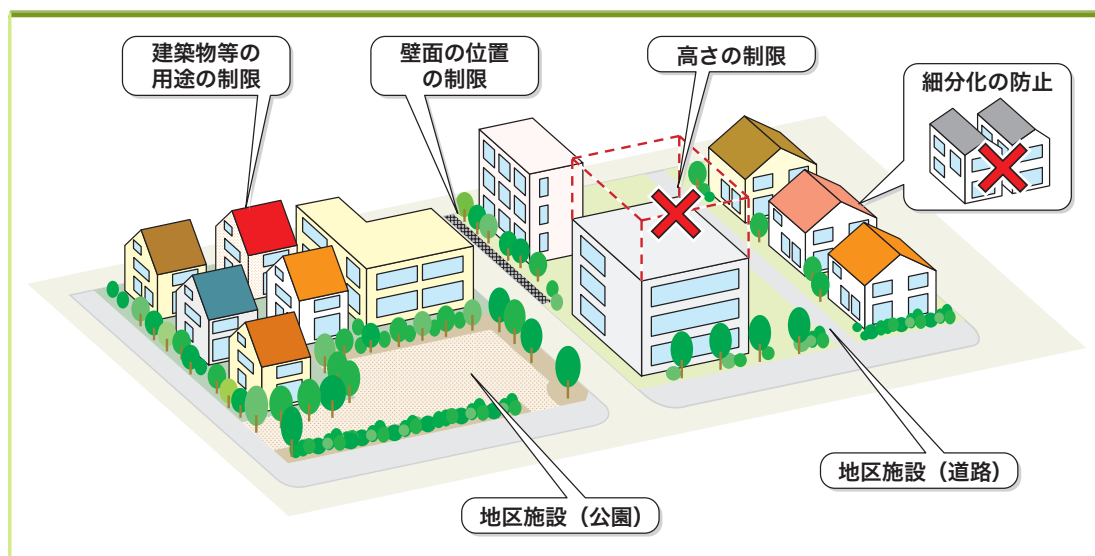 建築物等の
用途の制限
壁面の位置
の制限
高さの制限
細分化の防止
地区施設（道路）
地区施設（公園）